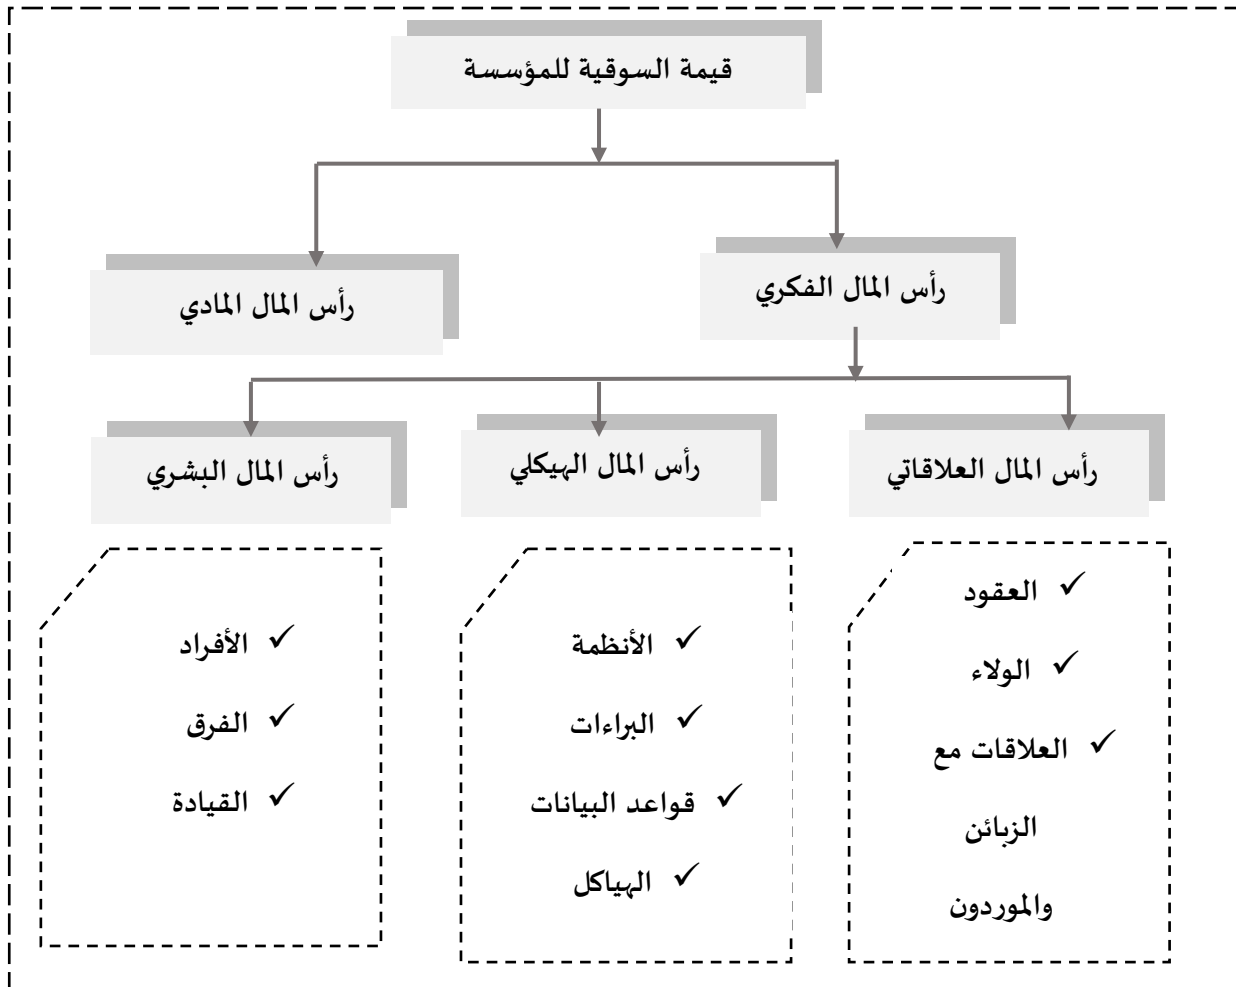 قيمة السوقية للمؤسسة
رأس المال الفكري
رأس المال المادي
رأس المال العلاقاتي
رأس المال الهيكلي
رأس المال البشري
✓ العقود
✓ الولاء
✓ العلاقات مع
الزبائن
والموردون
✓ الأنظمة
✓ البراءات
✓ قواعد البيانات
✓ الهياكل
✓ الأفراد
✓ الفرق
✓ القيادة